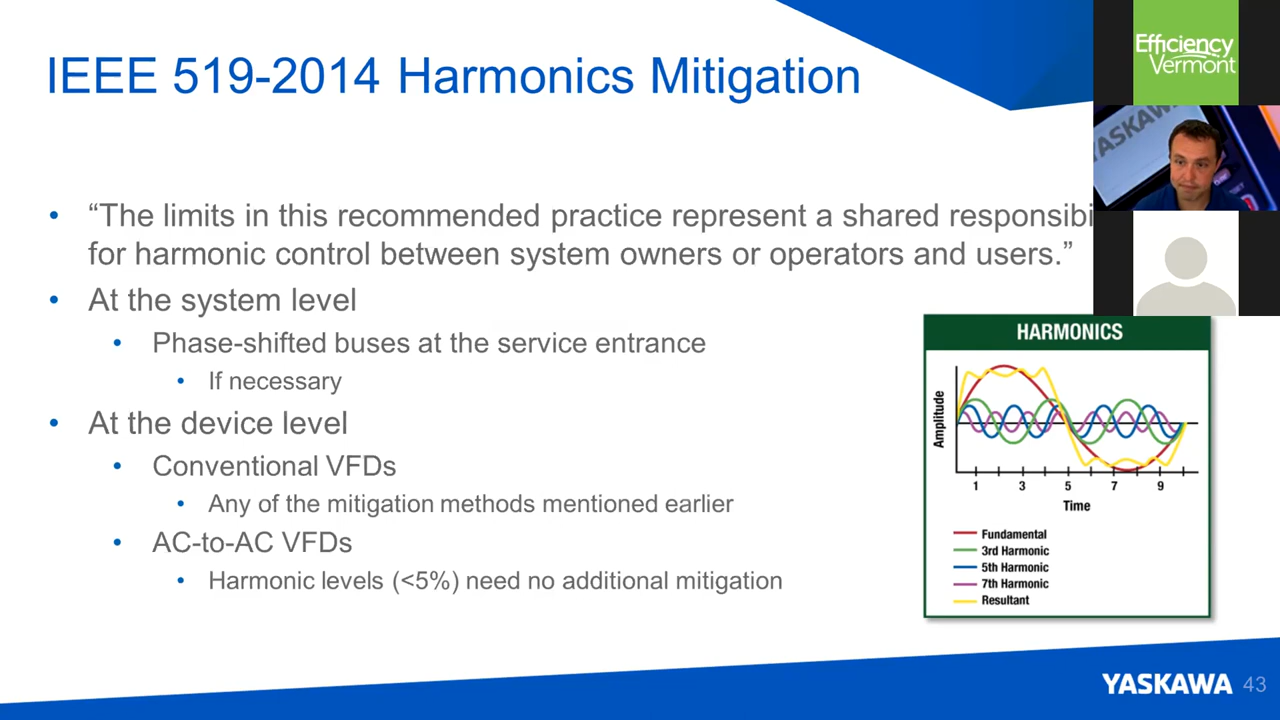 IEEE 519-2014 Harmonics Mitigation
Efficiency
Vermont
YASKAWA
“The limits in this recommended practice represent a shared
for harmonic control between system owners or operators and users.”
At the system level
Phase-shifted buses at the service entrance
If necessary
At the device level
Conventional VFDs
Any of the mitigation methods mentioned earlier
AC-to-AC VFDs
Harmonic levels (<5%) need no additional mitigation
HARMONICS
Amplitude
1 3 5 7 9
Time
Fundamental
3rd Harmonic
5th Harmonic
7th Harmonic
Resultant
YASKAWA 43